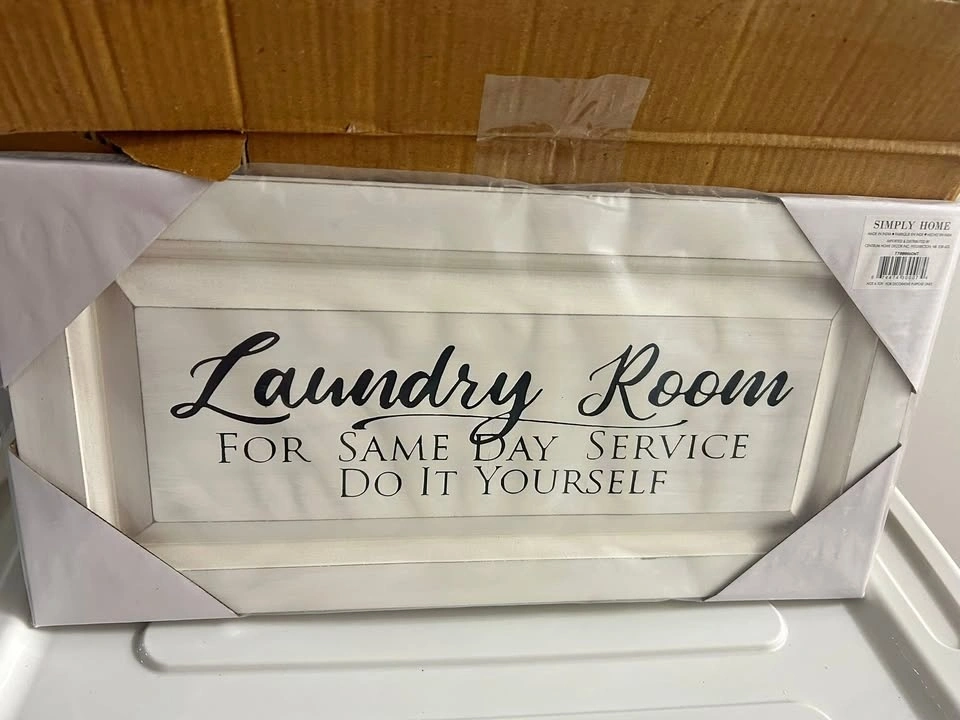 Laundry Room
FOR SAME DAY SERVICE
DO IT YOURSELF
SIMPLY HOME